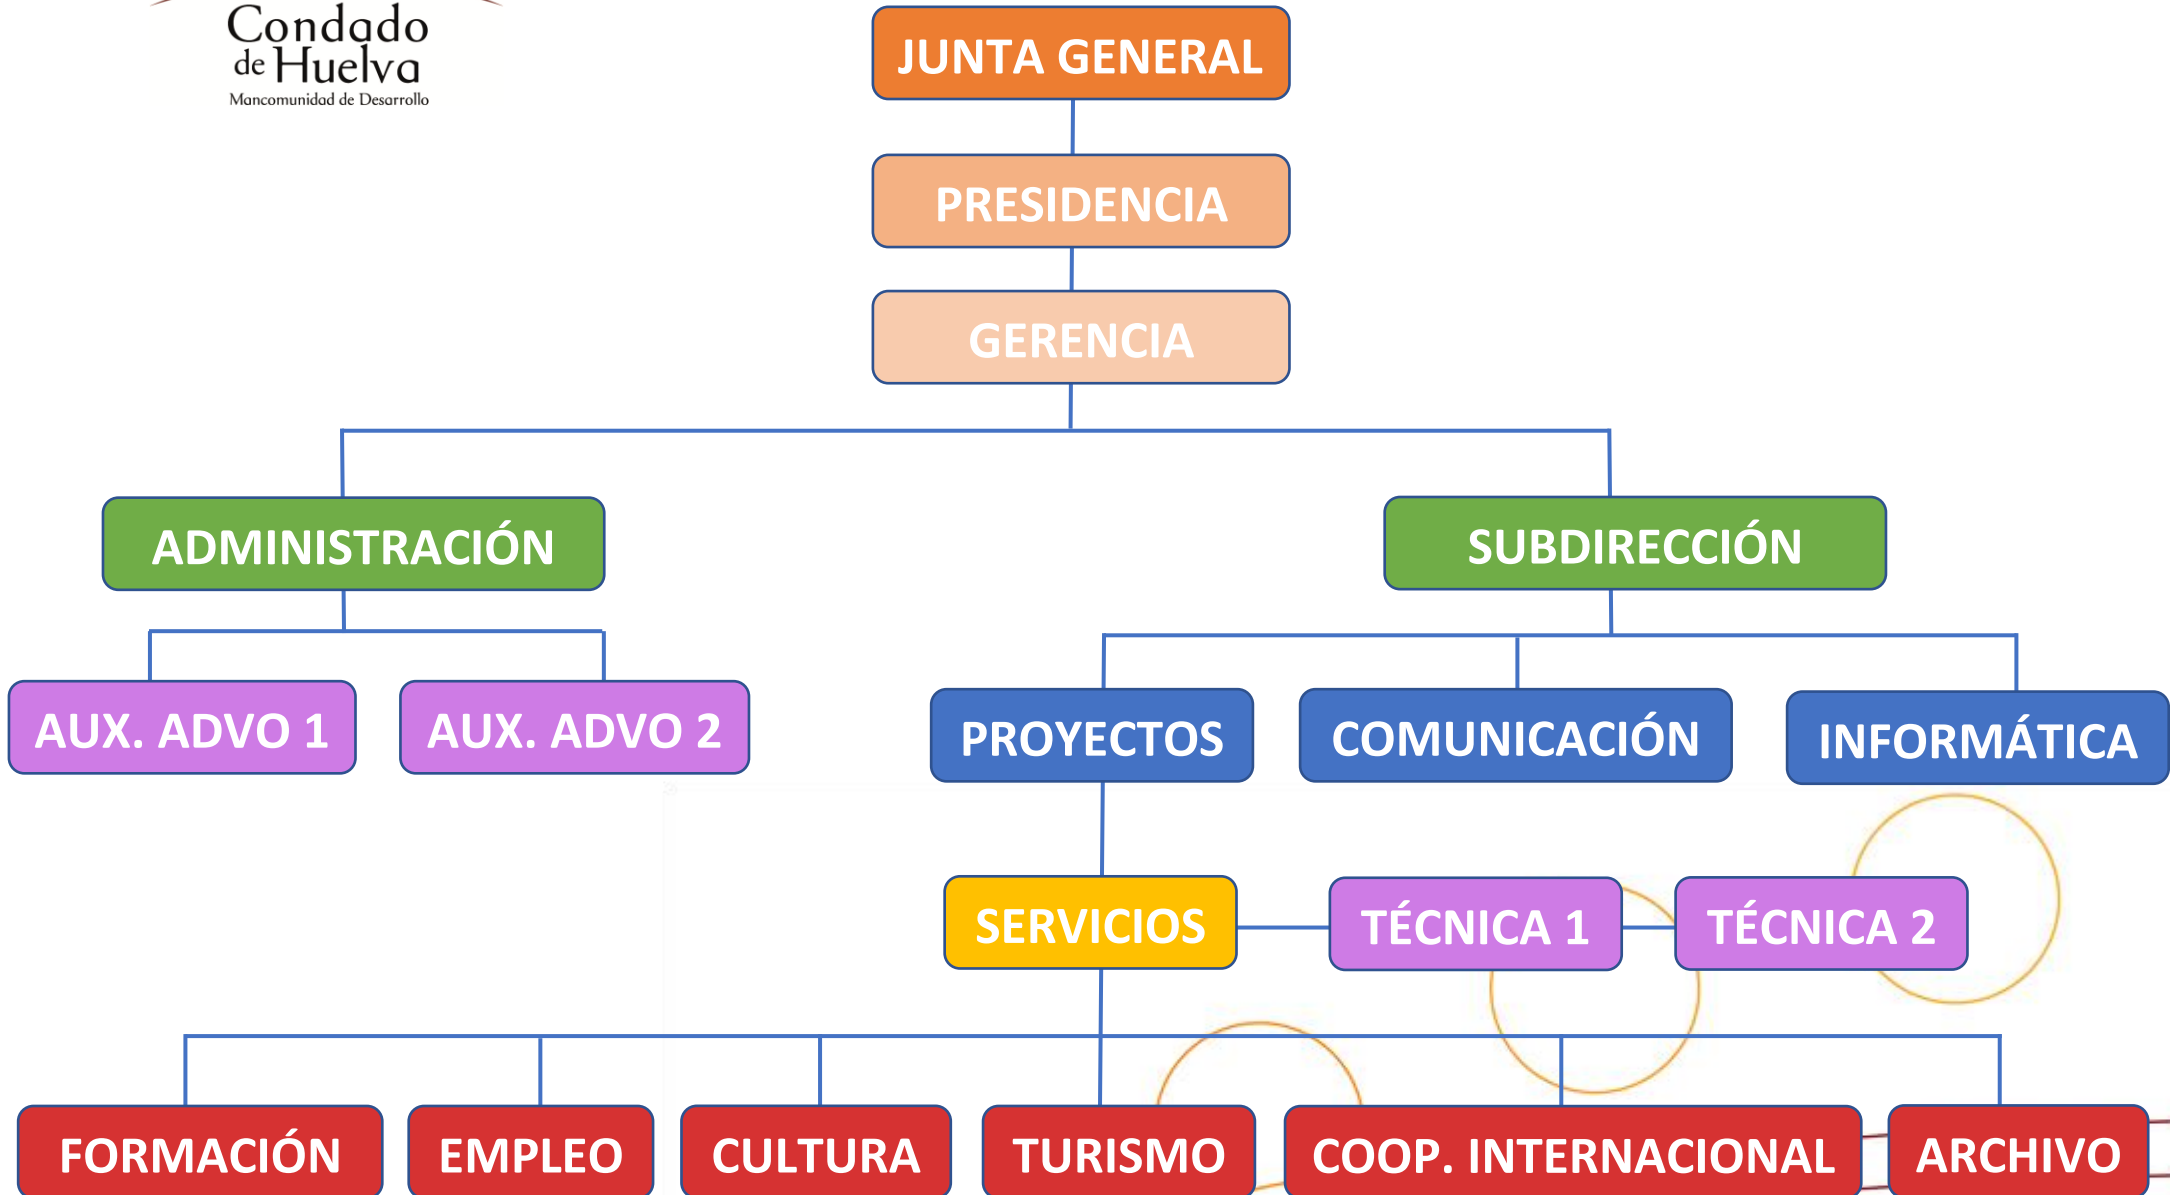 Condado
de Huelva
Mancomunidad de Desarrollo
JUNTA GENERAL
PRESIDENCIA
GERENCIA
ADMINISTRACIÓN
SUBDIRECCIÓN
AUX. ADVO 1
AUX. ADVO 2
PROYECTOS
COMUNICACIÓN
INFORMÁTICA
SERVICIOS
TÉCNICA 1
TÉCNICA 2
FORMACIÓN
EMPLEO
CULTURA
TURISMO
COOP. INTERNACIONAL
ARCHIVO